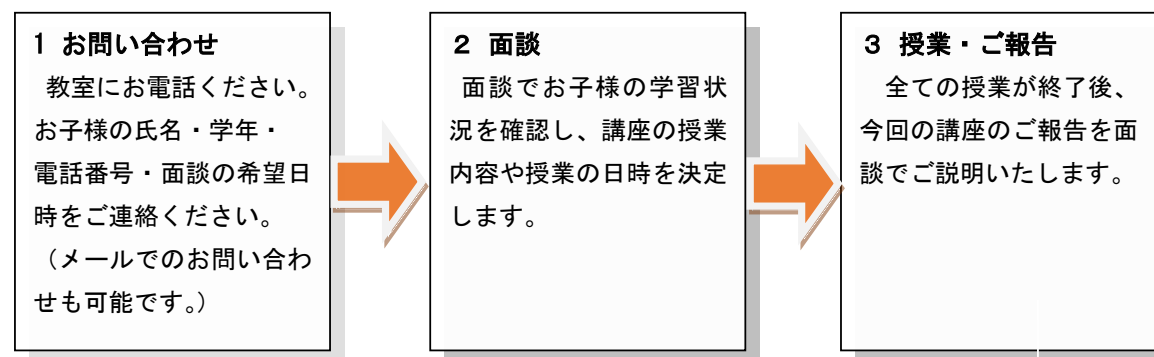 1 お問い合わせ
教室にお電話ください。
お子様の氏名・学年・
電話番号・面談の希望日
時をご連絡ください。
（メールでのお問い合わ
せも可能です。）
2 面談
面談でお子様の学習状
況を確認し、講座の授業
内容や授業の日時を決定
します。
3 授業・ご報告
全ての授業が終了後、
今回の講座のご報告を面
談でご説明いたします。